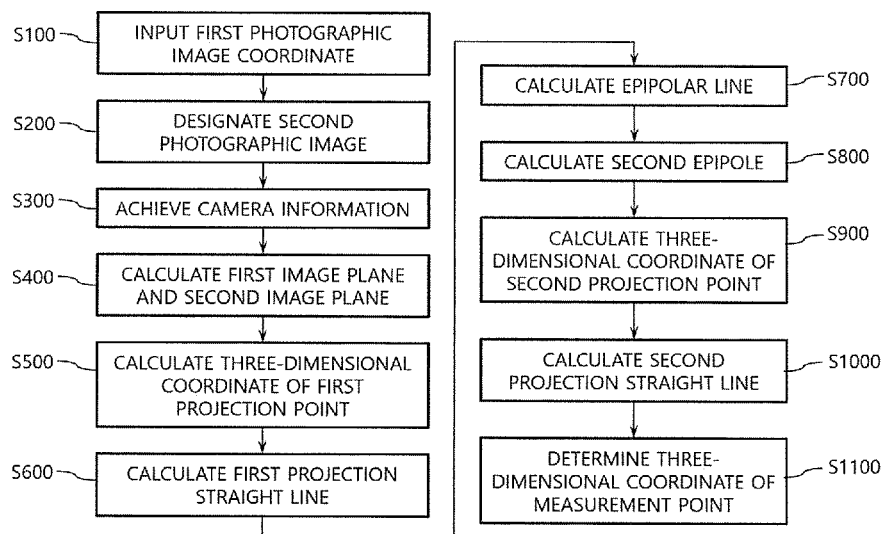 S100
INPUT FIRST PHOTOGRAPHIC
IMAGE COORDINATE
S200
DESIGNATE SECOND
PHOTOGRAPHIC IMAGE
S300
ACHIEVE CAMERA INFORMATION
S400
CALCULATE FIRST IMAGE PLANE
AND SECOND IMAGE PLANE
S500
CALCULATE THREE-DIMENSIONAL
COORDINATE OF FIRST
PROJECTION POINT
S600
CALCULATE FIRST PROJECTION
STRAIGHT LINE
CALCULATE EPIPOLAR LINE
S700
CALCULATE SECOND EPIPOLE
S800
CALCULATE THREE-
DIMENSIONAL COORDINATE OF
SECOND PROJECTION POINT
S900
CALCULATE SECOND
PROJECTION STRAIGHT LINE
S1000
DETERMINE THREE-
DIMENSIONAL COORDINATE OF
MEASUREMENT POINT
S1100